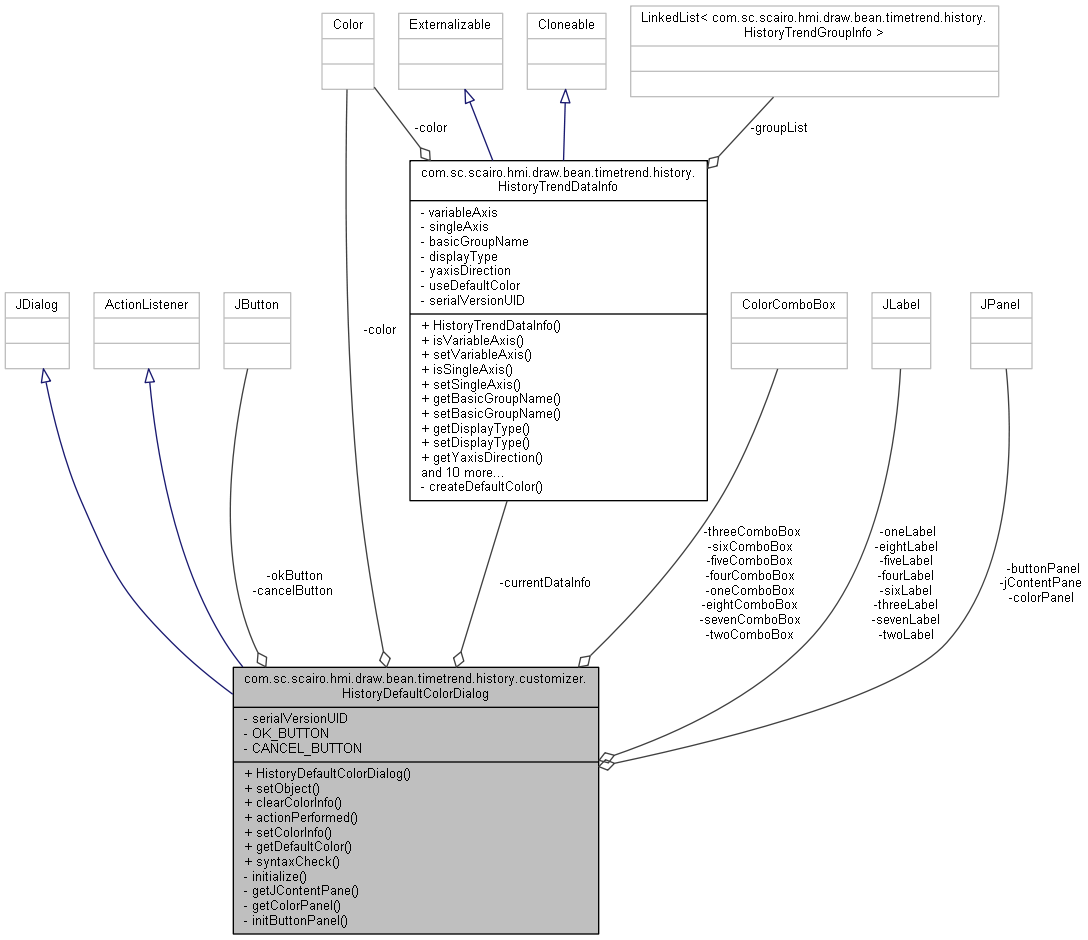 Color
Externalizable
Cloneable
LinkedList< com.sc.scairo.hmi.draw.bean.timetrend.history.
HistoryTrendGroupInfo >
-color
-groupList
com.sc.scairo.hmi.draw.bean.timetrend.history.
HistoryTrendDataInfo
- variableAxis
- singleAxis
- basicGroupName
- displayType
- yaxisDirection
- useDefaultColor
- serialVersionUID
+ HistoryTrendDataInfo()
+ isVariableAxis()
+ setVariableAxis()
+ isSingleAxis()
+ setSingleAxis()
+ getBasicGroupName()
+ setBasicGroupName()
+ getDisplayType()
+ setDisplayType()
+ getYaxisDirection()
and 10 more...
- createDefaultColor()
JDialog
ActionListener
JButton
-color
ColorComboBox
JLabel
JPanel
-okButton
-cancelButton
-currentDataInfo
-threeComboBox
-sixComboBox
-fiveComboBox
-fourComboBox
-oneComboBox
-eightComboBox
-sevenComboBox
-twoComboBox
-oneLabel
-eightLabel
-fiveLabel
-fourLabel
-sixLabel
-threeLabel
-sevenLabel
-twoLabel
-buttonPanel
-jContentPane
-colorPanel
com.sc.scairo.hmi.draw.bean.timetrend.history.customizer.
HistoryDefaultColorDialog
- serialVersionUID
- OK_BUTTON
- CANCEL_BUTTON
+ HistoryDefaultColorDialog()
+ setObject()
+ clearColorInfo()
+ actionPerformed()
+ setColorInfo()
+ getDefaultColor()
+ syntaxCheck()
- initialize()
- getJContentPane()
- getColorPanel()
- initButtonPanel()